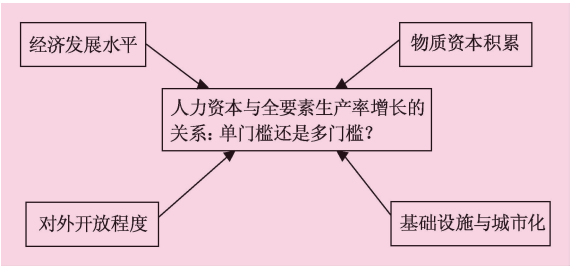 经济发展水平
物质资本积累
人力资本与全要素生产率增长的
关系：单门槛还是多门槛？
对外开放程度
基础设施与城市化